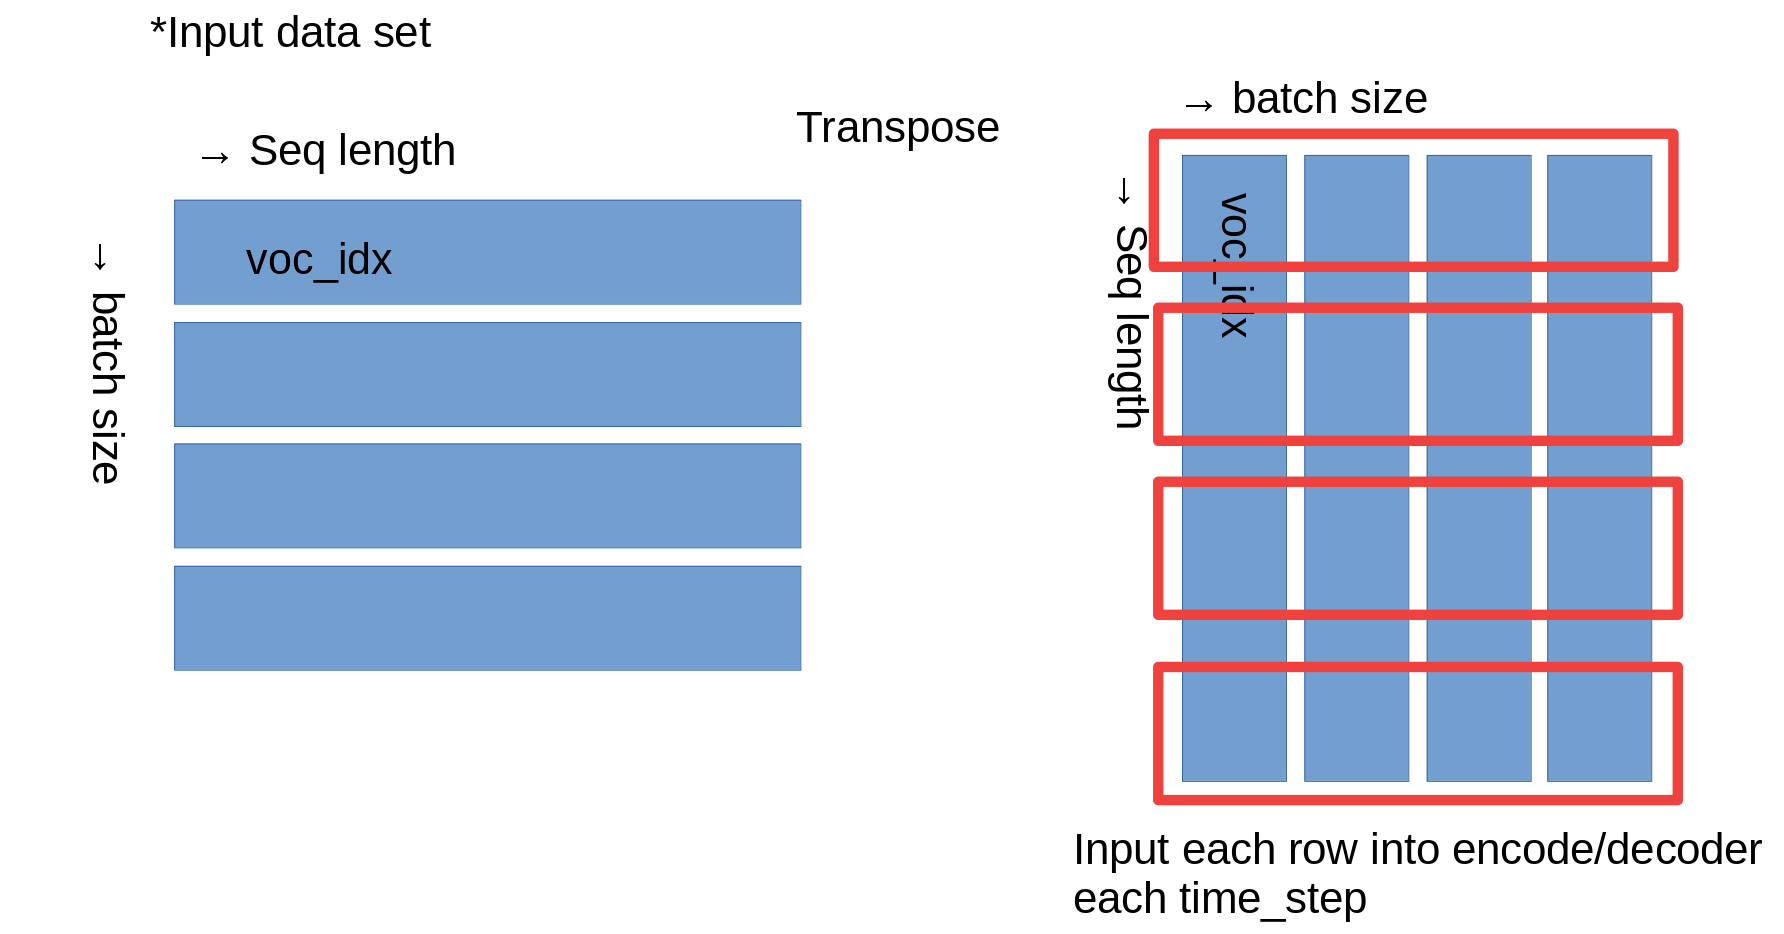 *Input data set
→ Seq length
↓ batch size
voc_idx
Transpose
→ batch size
↓ Seq length
voc_idx
Input each row into encode/decoder
each time_step